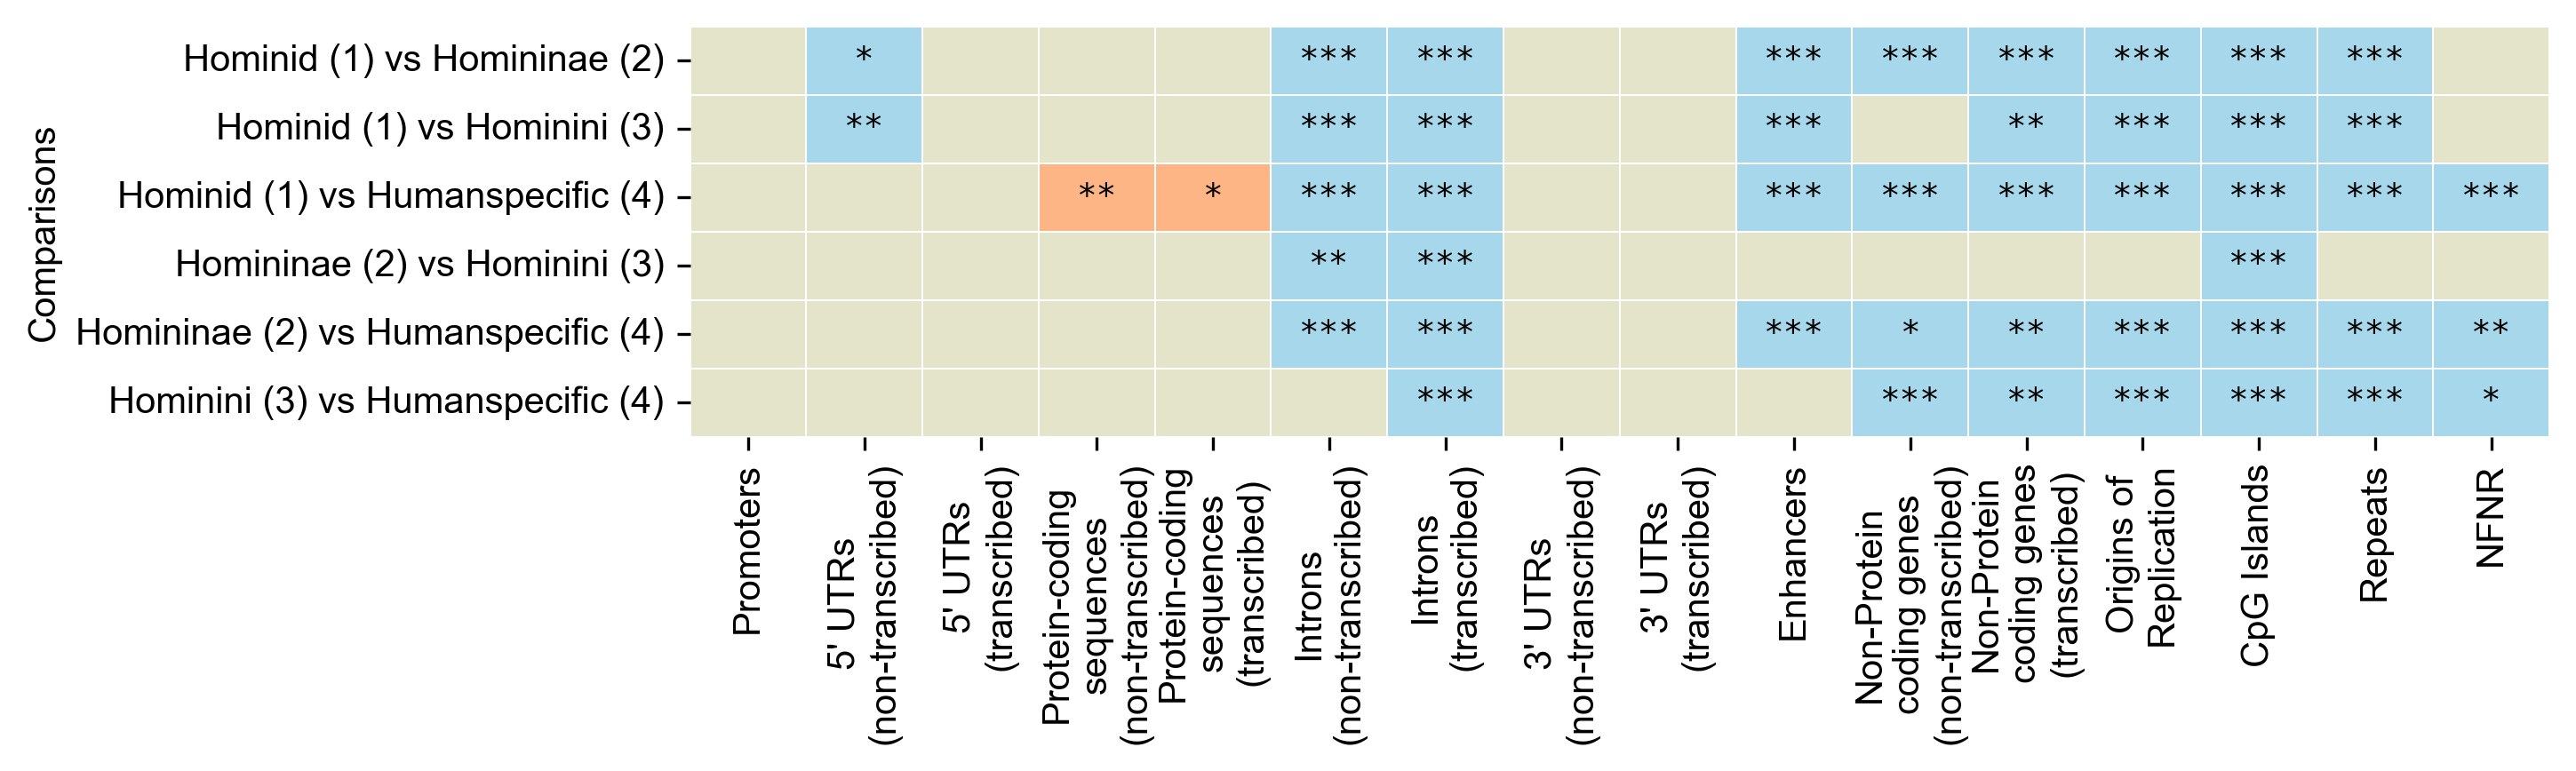 Comparisons
Hominid (1) vs Homininae (2)
* *** *** *** *** *** *** *** ***
Hominid (1) vs Hominini (3)
** *** *** *** ** *** *** ***
Hominid (1) vs Humanspecific (4)
** * *** *** *** *** *** *** *** *** ***
Homininae (2) vs Hominini (3)
** *** ***
Homininae (2) vs Humanspecific (4)
*** *** *** * ** *** *** *** **
Hominini (3) vs Humanspecific (4)
*** *** ** *** *** *** *
Promoters
5' UTRs
(non-transcribed)
5' UTRs
(transcribed)
Protein-coding
sequences
(non-transcribed)
Protein-coding
sequences
(transcribed)
Introns
(non-transcribed)
Introns
(transcribed)
3' UTRs
(non-transcribed)
3' UTRs
(transcribed)
Enhancers
Non-Protein
coding genes
(non-transcribed)
Non-Protein
coding genes
(transcribed)
Origins of
Replication
CpG Islands
Repeats
NFNR